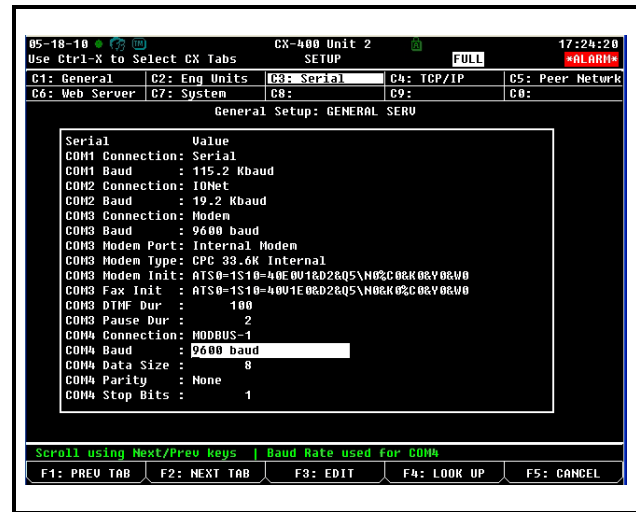 05-18-10 CX-400 Unit 2 17:24:20
Use Ctrl-X to Select CX Tabs SETUP FULL *ALARM*
C1: General C2: Eng Units C3: Serial C4: TCP/IP C5: Peer Netwrk
C6: Web Server C7: System C8: C9: C0:
General Setup: GENERAL SERV
Serial Value
COM1 Connection: Serial
COM1 Baud : 115.2 Kbaud
COM2 Connection: IONet
COM2 Baud : 19.2 Kbaud
COM3 Connection: Modem
COM3 Baud : 9600 baud
COM3 Modem Port: Internal Modem
COM3 Modem Type: CPC 33.6K Internal
COM3 Modem Init: ATS0=1S10=40E0V1&D2&Q5\N0%C0&K0&Y0&W0
COM3 Fax Init : ATS0=1S10=40V1E0&D2&Q5\N0&K0%C0&Y0&W0
COM3 DTMF Dur : 100
COM3 Pause Dur : 2
COM4 Connection: MODBUS-1
COM4 Baud : 9600 baud
COM4 Data Size : 8
COM4 Parity : None
COM4 Stop Bits : 1
Scroll using Next/Prev keys | Baud Rate used for COM4
F1: PREV TAB F2: NEXT TAB F3: EDIT F4: LOOK UP F5: CANCEL